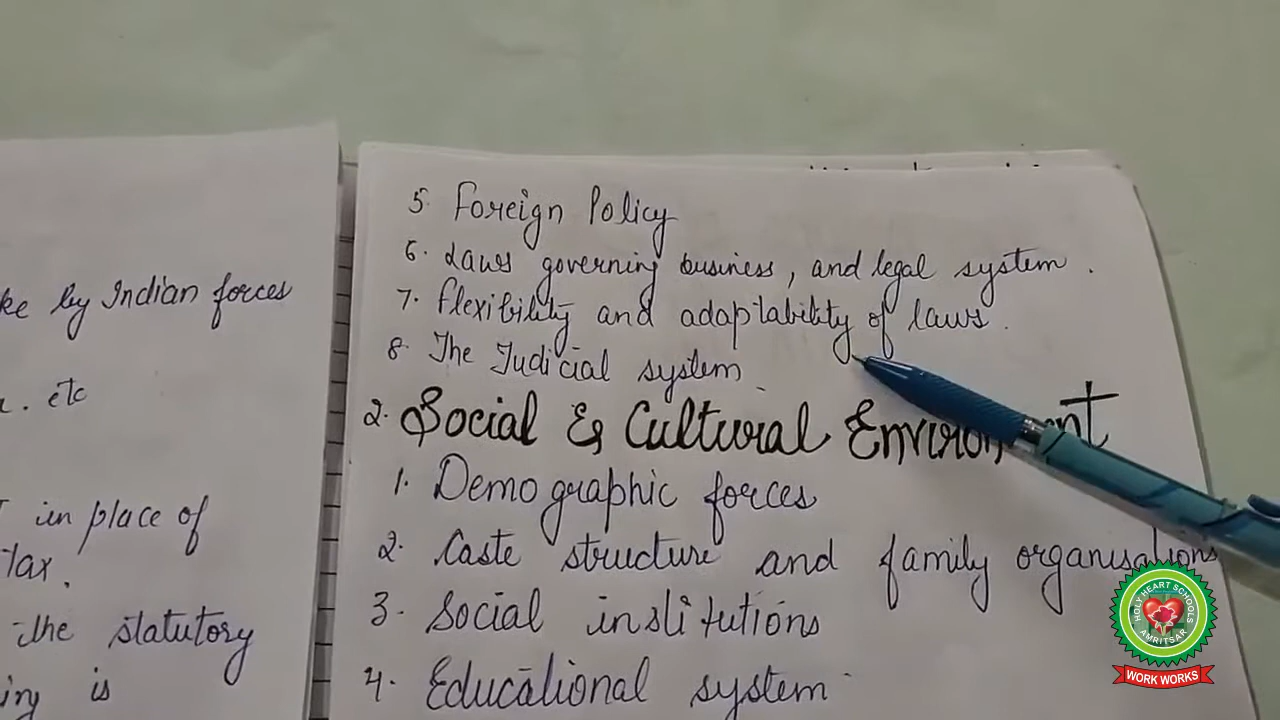 ke by Indian forces
etc
in place of
Tax.
the statutory
is
5. Foreign Policy
6. Laws governing business, and legal system.
7. Flexibility and adaptability of laws.
8. The Judicial system
2. Social & Cultural Environment
1. Demographic forces
2. Caste structure and family organisations
3. Social institutions
4. Educational system
HOLY HEART SCHOOLS
AMRITSAR
WORK WORKS